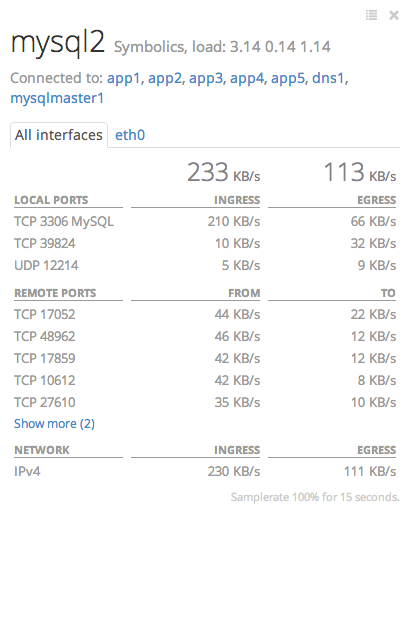 mysql2 Symbolics, load: 3.14 0.14 1.14
Connected to: app1, app2, app3, app4, app5, dns1,
mysqlmaster1
All interfaces eth0
233 KB/s 113 KB/s
LOCAL PORTS INGRESS EGRESS
TCP 3306 MySQL 210 KB/s 66 KB/s
TCP 39824 10 KB/s 32 KB/s
UDP 12214 5 KB/s 9 KB/s
REMOTE PORTS FROM TO
TCP 17052 44 KB/s 22 KB/s
TCP 48962 46 KB/s 12 KB/s
TCP 17859 42 KB/s 12 KB/s
TCP 10612 42 KB/s 8 KB/s
TCP 27610 35 KB/s 10 KB/s
Show more (2)
NETWORK INGRESS EGRESS
IPv4 230 KB/s 111 KB/s
Samplerate 100% for 15 seconds.